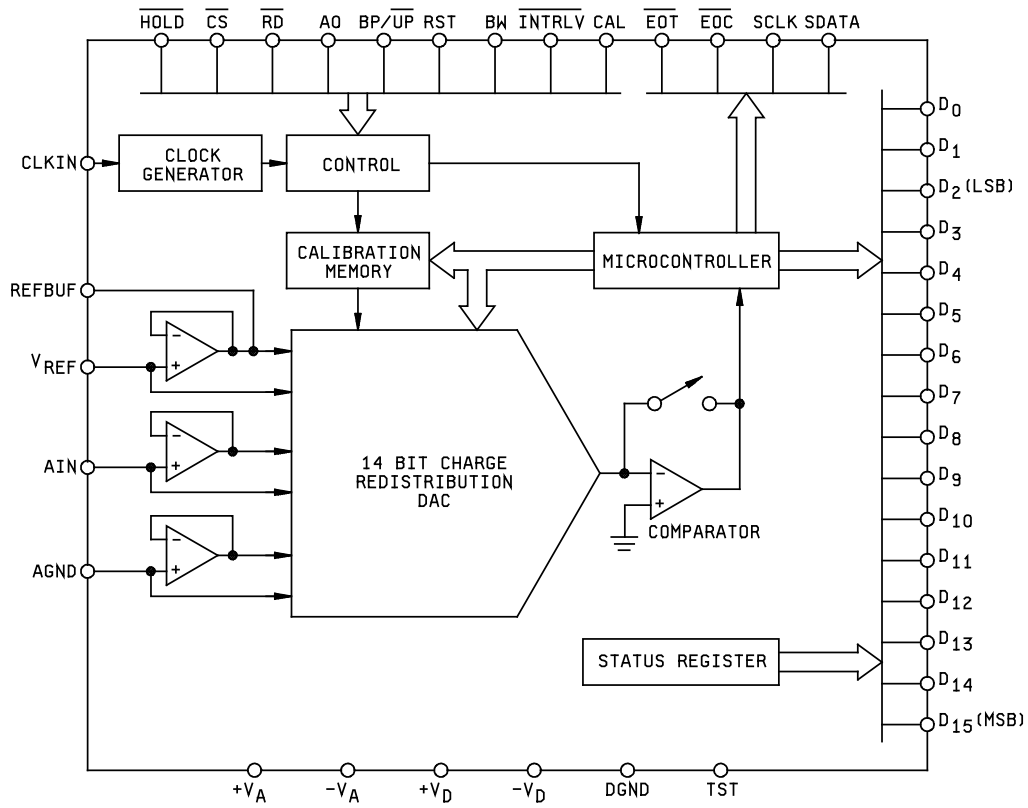 HOLD CS RD A0 BP/UP RST BW INTRLV CAL EOT EOC SCLK SDATA
CLKIN
CLOCK
GENERATOR
CONTROL
CALIBRATION
MEMORY
MICROCONTROLLER
REFBUF
VREF
AIN
AGND
14 BIT CHARGE
REDISTRIBUTION
DAC
COMPARATOR
STATUS REGISTER
D0
D1
D2(LSB)
D3
D4
D5
D6
D7
D8
D9
D10
D11
D12
D13
D14
D15(MSB)
+VA -VA +VD -VD DGND TST